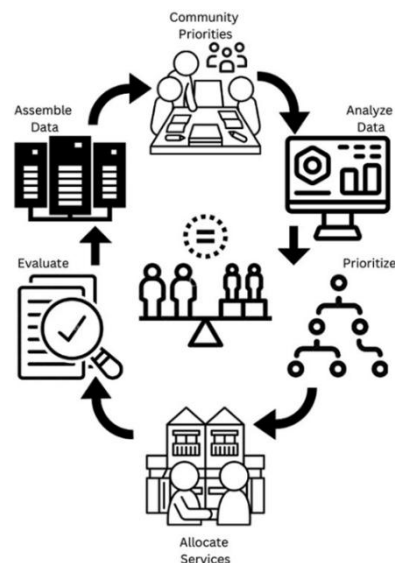 Community
Priorities
Assemble
Data
Analyze
Data
Evaluate
Prioritize
=
Allocate
Services